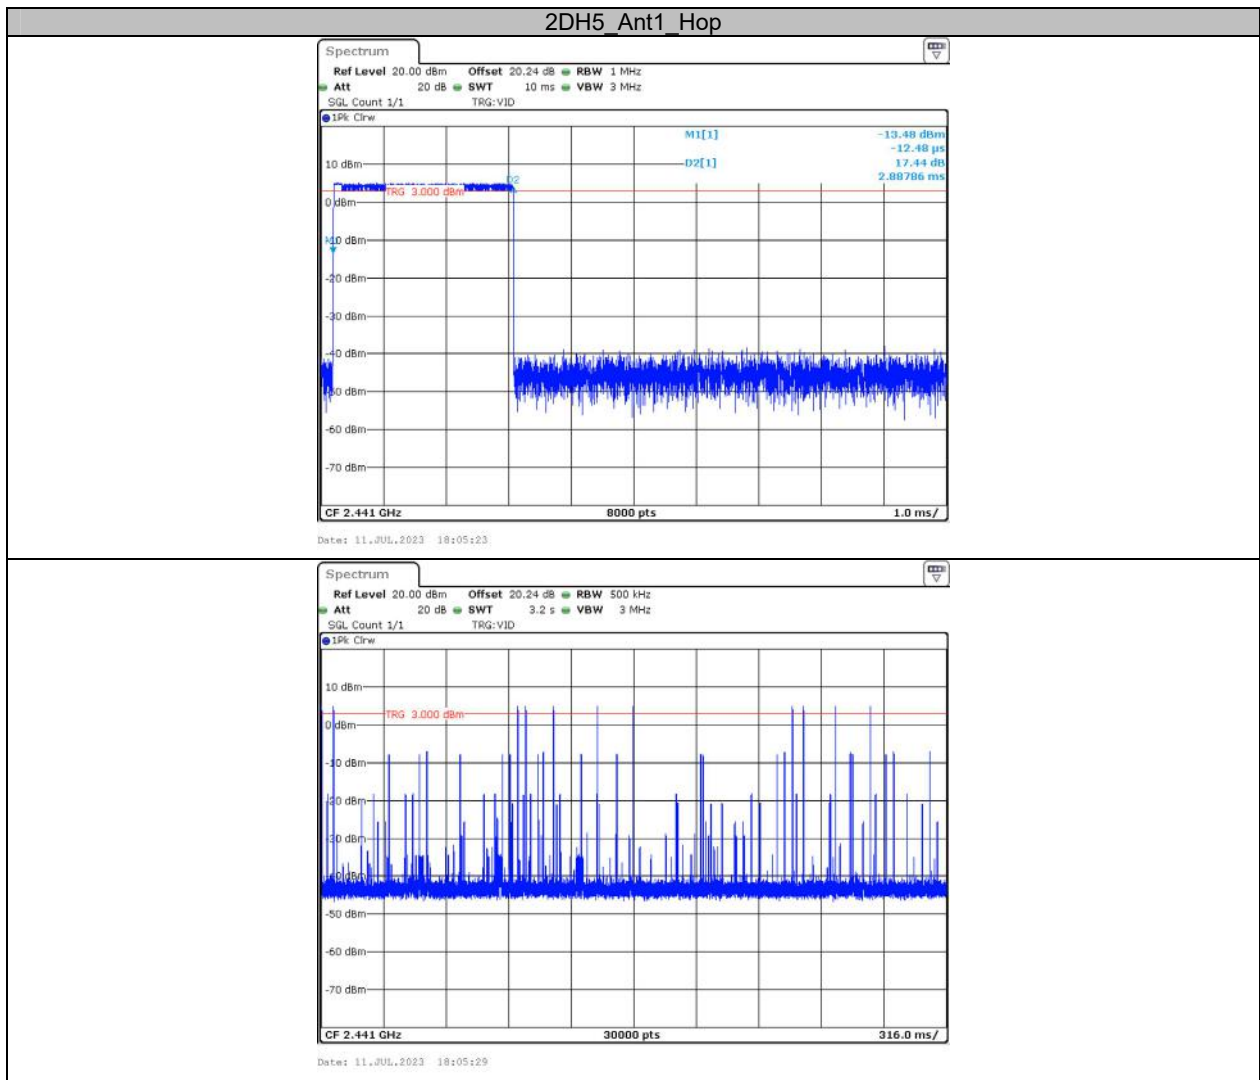 2DH5_Ant1_Hop
Spectrum
Ref Level 20.00 dBm Offset 20.24 dB RBW 1 MHz
Att 20 dB SWT 10 ms VBW 3 MHz
SGL Count 1/1 TRG:VID
1Pk Clrw
M1[1] -13.48 dBm
-12.48 µs
D2[1] 17.44 dB
2.88786 ms
10 dBm
D2
TRG 3.000 dBm
0 dBm
-20 dBm
-30 dBm
-40 dBm
-50 dBm
-60 dBm
-70 dBm
CF 2.441 GHz 8000 pts 1.0 ms/
Date: 11.JUL.2023 18:05:23
Spectrum
Ref Level 20.00 dBm Offset 20.24 dB RBW 500 kHz
Att 20 dB SWT 3.2 s VBW 3 MHz
SGL Count 1/1 TRG:VID
1Pk Clrw
10 dBm
TRG 3.000 dBm
0 dBm
-10 dBm
-20 dBm
-30 dBm
-40 dBm
-50 dBm
-60 dBm
-70 dBm
CF 2.441 GHz 30000 pts 316.0 ms/
Date: 11.JUL.2023 18:05:29